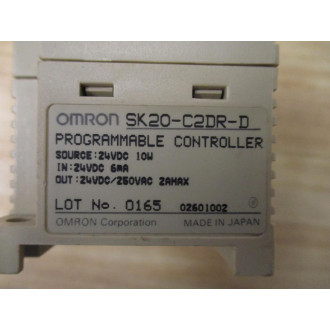 OMRON SK20-C2DR-D
PROGRAMMABLE CONTROLLER
SOURCE:24VDC 10W
IN:24VDC 6mA
OUT:24VDC/250VAC 2AMAX
LOT No. 0165 02601002
OMRON Corporation MADE IN JAPAN